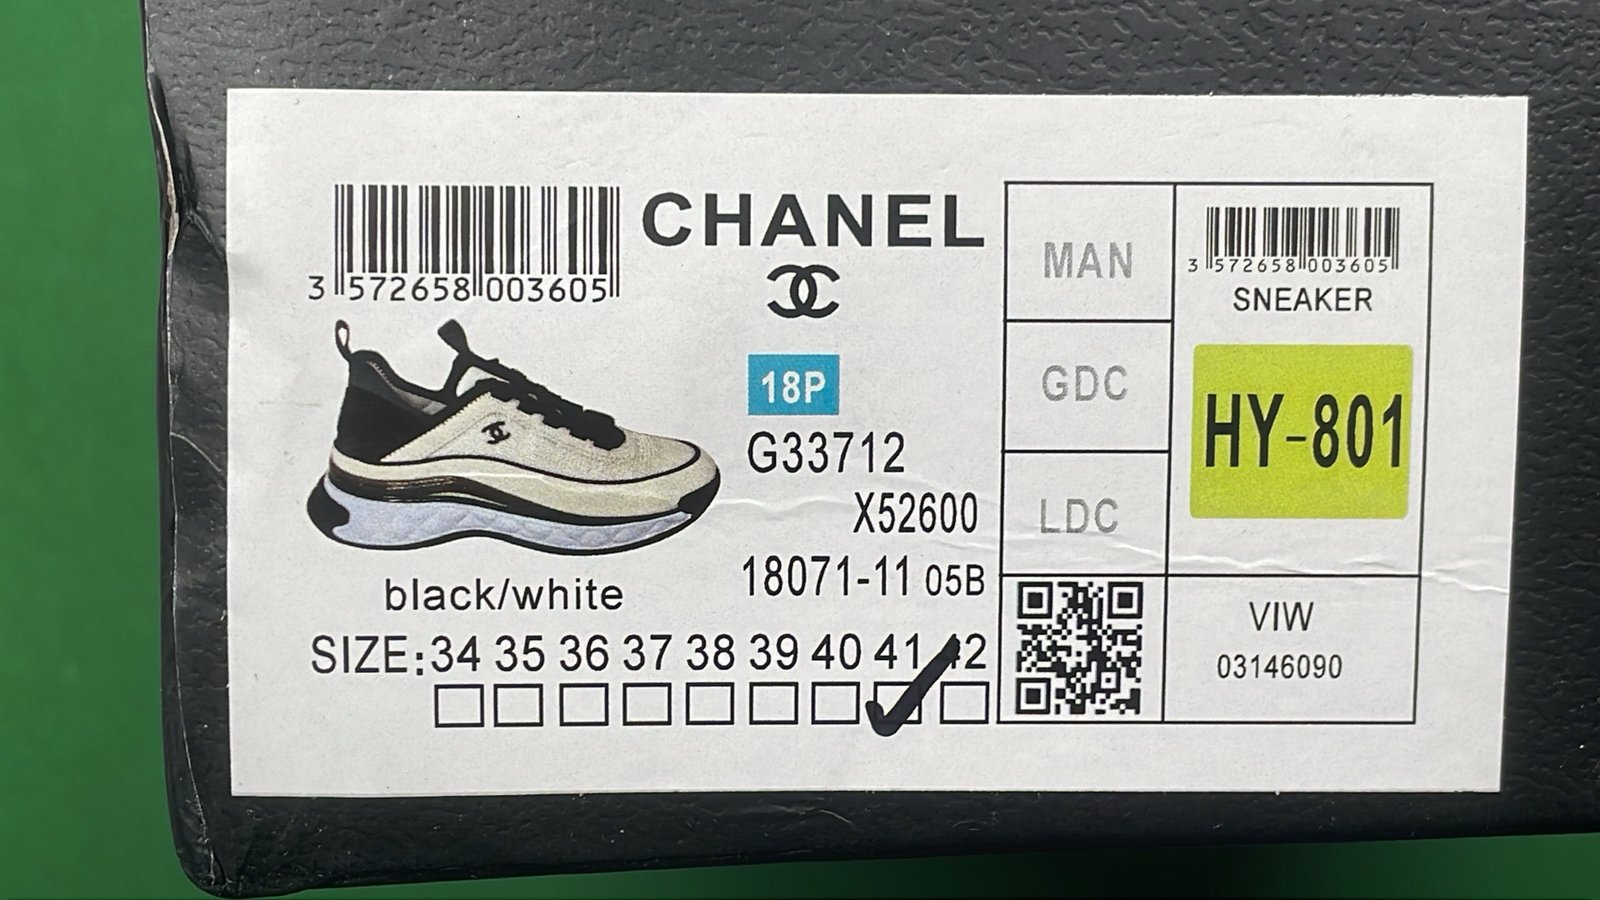 3 572658 003605
CHANEL
18P
G33712
X52600
18071-11 05B
black/white
SIZE: 34 35 36 37 38 39 40 41 42
MAN
GDC
LDC
3 572658 003605
SNEAKER
HY-801
VIW
03146090